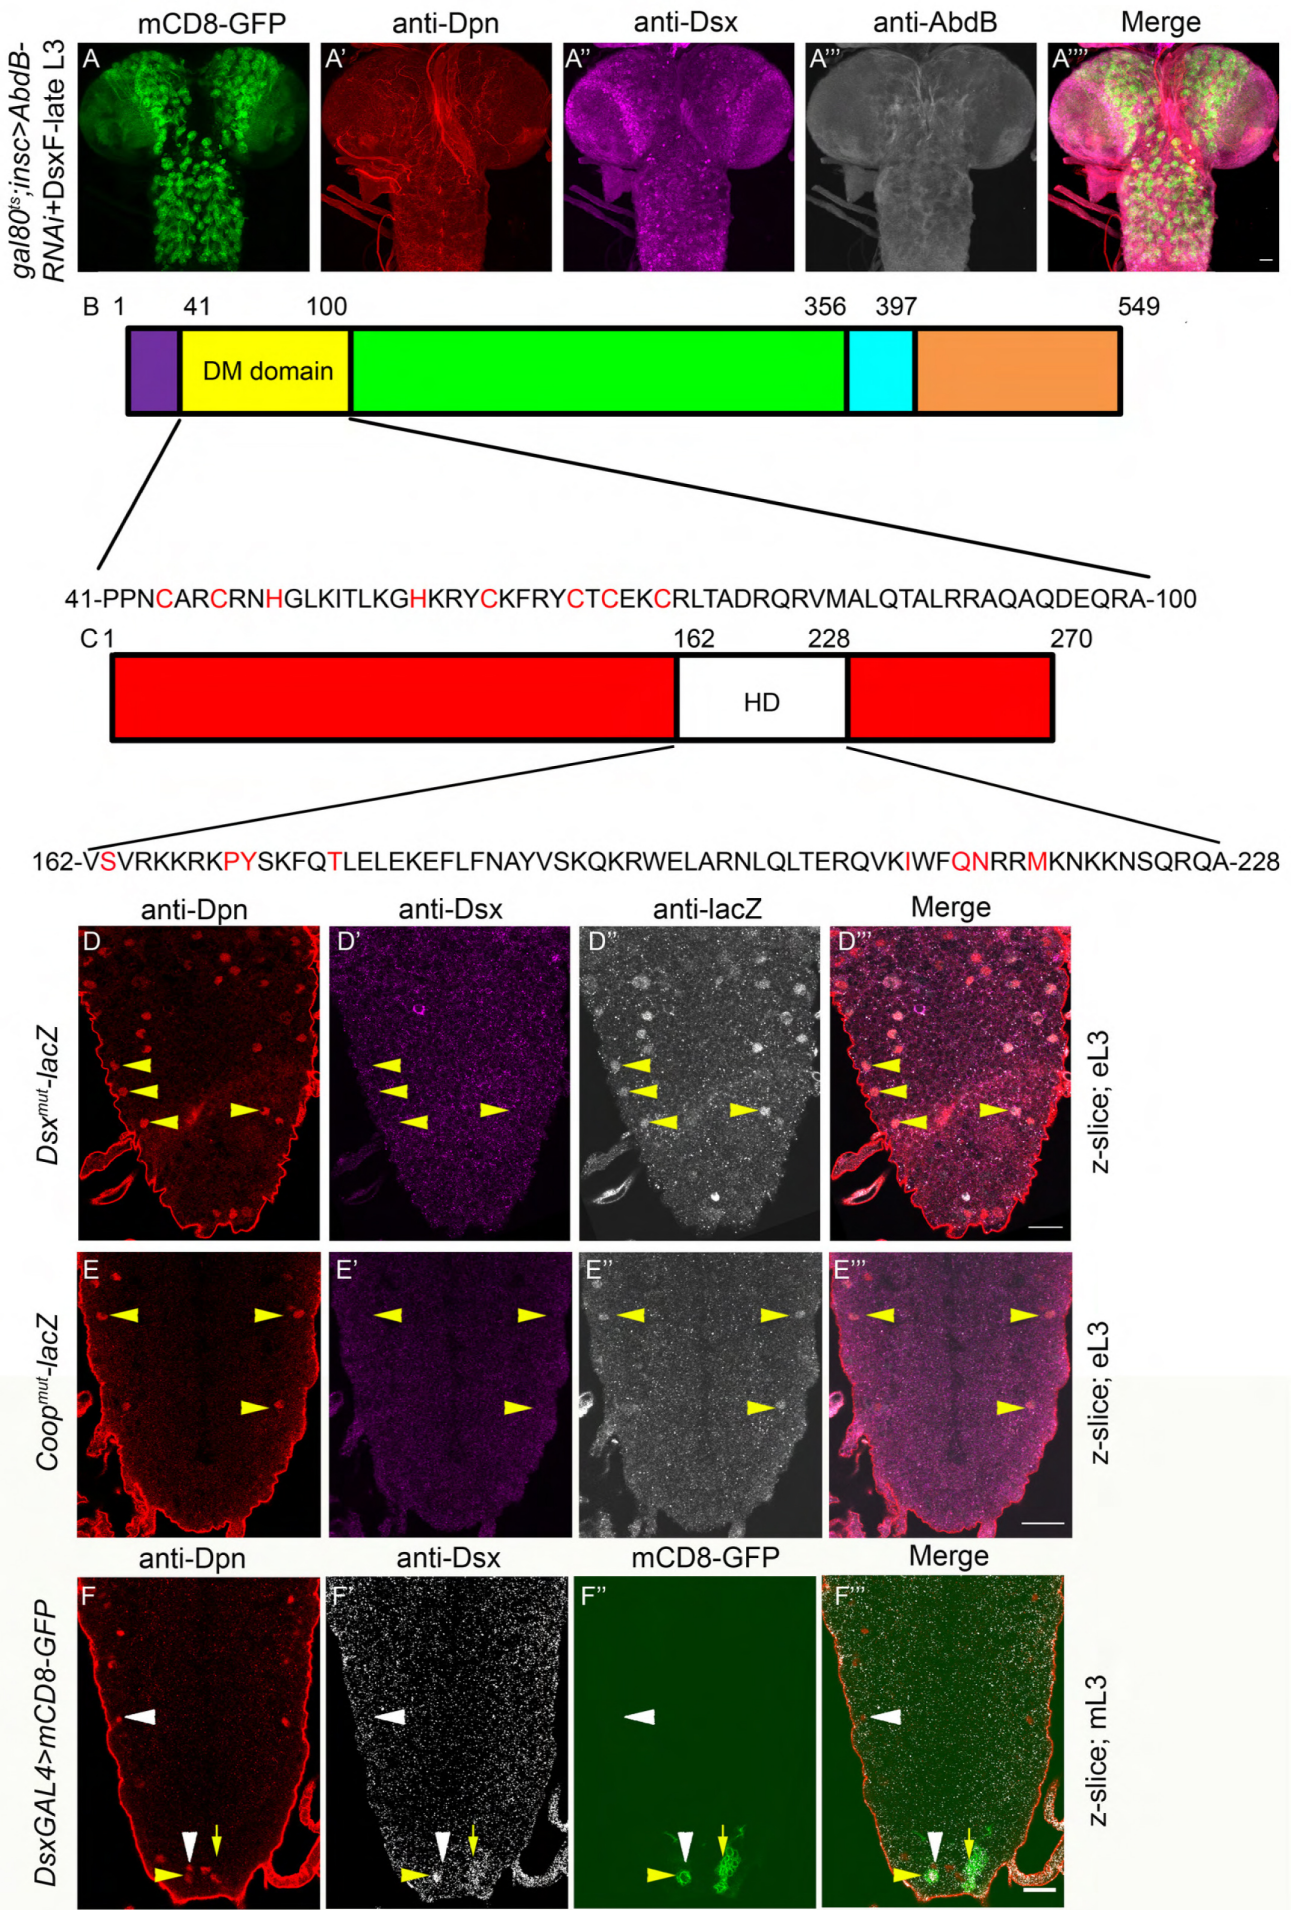 mCD8-GFP anti-Dpn anti-Dsx anti-AbdB Merge
gal80ts;insc>AbdB-
RNAi+DsxF-late L3
A A' A'' A''' A''''
B 1 41 100 356 397 549
DM domain
41-PPNCARCRNHGLKITLKGHKRYCKFRYCTCEKCRLTADRQRVMALQTALRRAQAQDEQRA-100
C 1 162 228 270
HD
162-VSVRKKRKPYSKFQTLELEKEFLFNAYVSKQKRWELARNLQLTERQVKIWFQNRRMKNKKNSQRQA-228
anti-Dpn anti-Dsx anti-lacZ Merge
Dsxmut-lacZ
D D' D'' D'''
z-slice; eL3
Coopmut-lacZ
E E' E'' E'''
z-slice; eL3
anti-Dpn anti-Dsx mCD8-GFP Merge
DsxGAL4>mCD8-GFP
F F' F'' F'''
z-slice; mL3